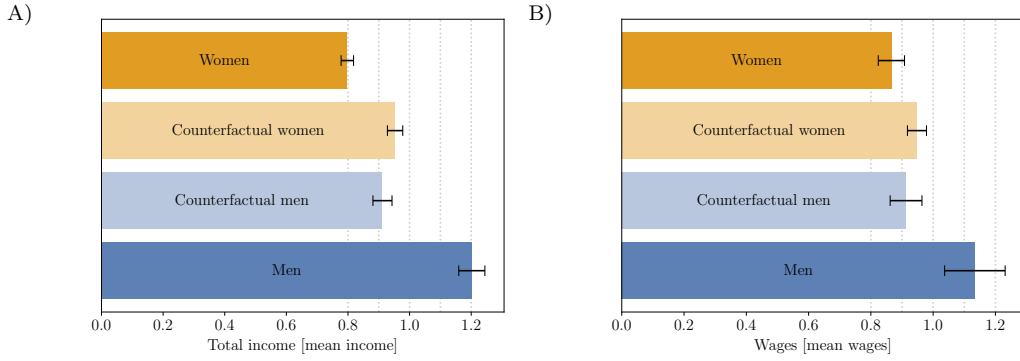 A)
Women
Counterfactual women
Counterfactual men
Men
0.0 0.2 0.4 0.6 0.8 1.0 1.2
Total income [mean income]
B)
Women
Counterfactual women
Counterfactual men
Men
0.0 0.2 0.4 0.6 0.8 1.0 1.2
Wages [mean wages]